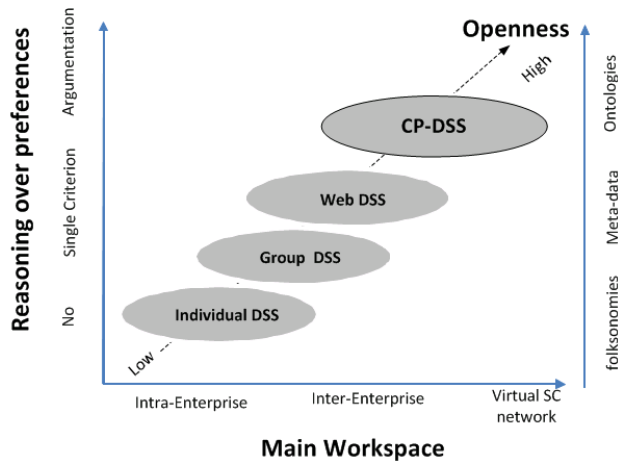 Openness
High
Reasoning over preferences
Argumentation
Single Criterion
No
CP-DSS
Web DSS
Group DSS
Individual DSS
Low
Ontologies
Meta-data
folksonomies
Intra-Enterprise
Inter-Enterprise
Virtual SC
network
Main Workspace